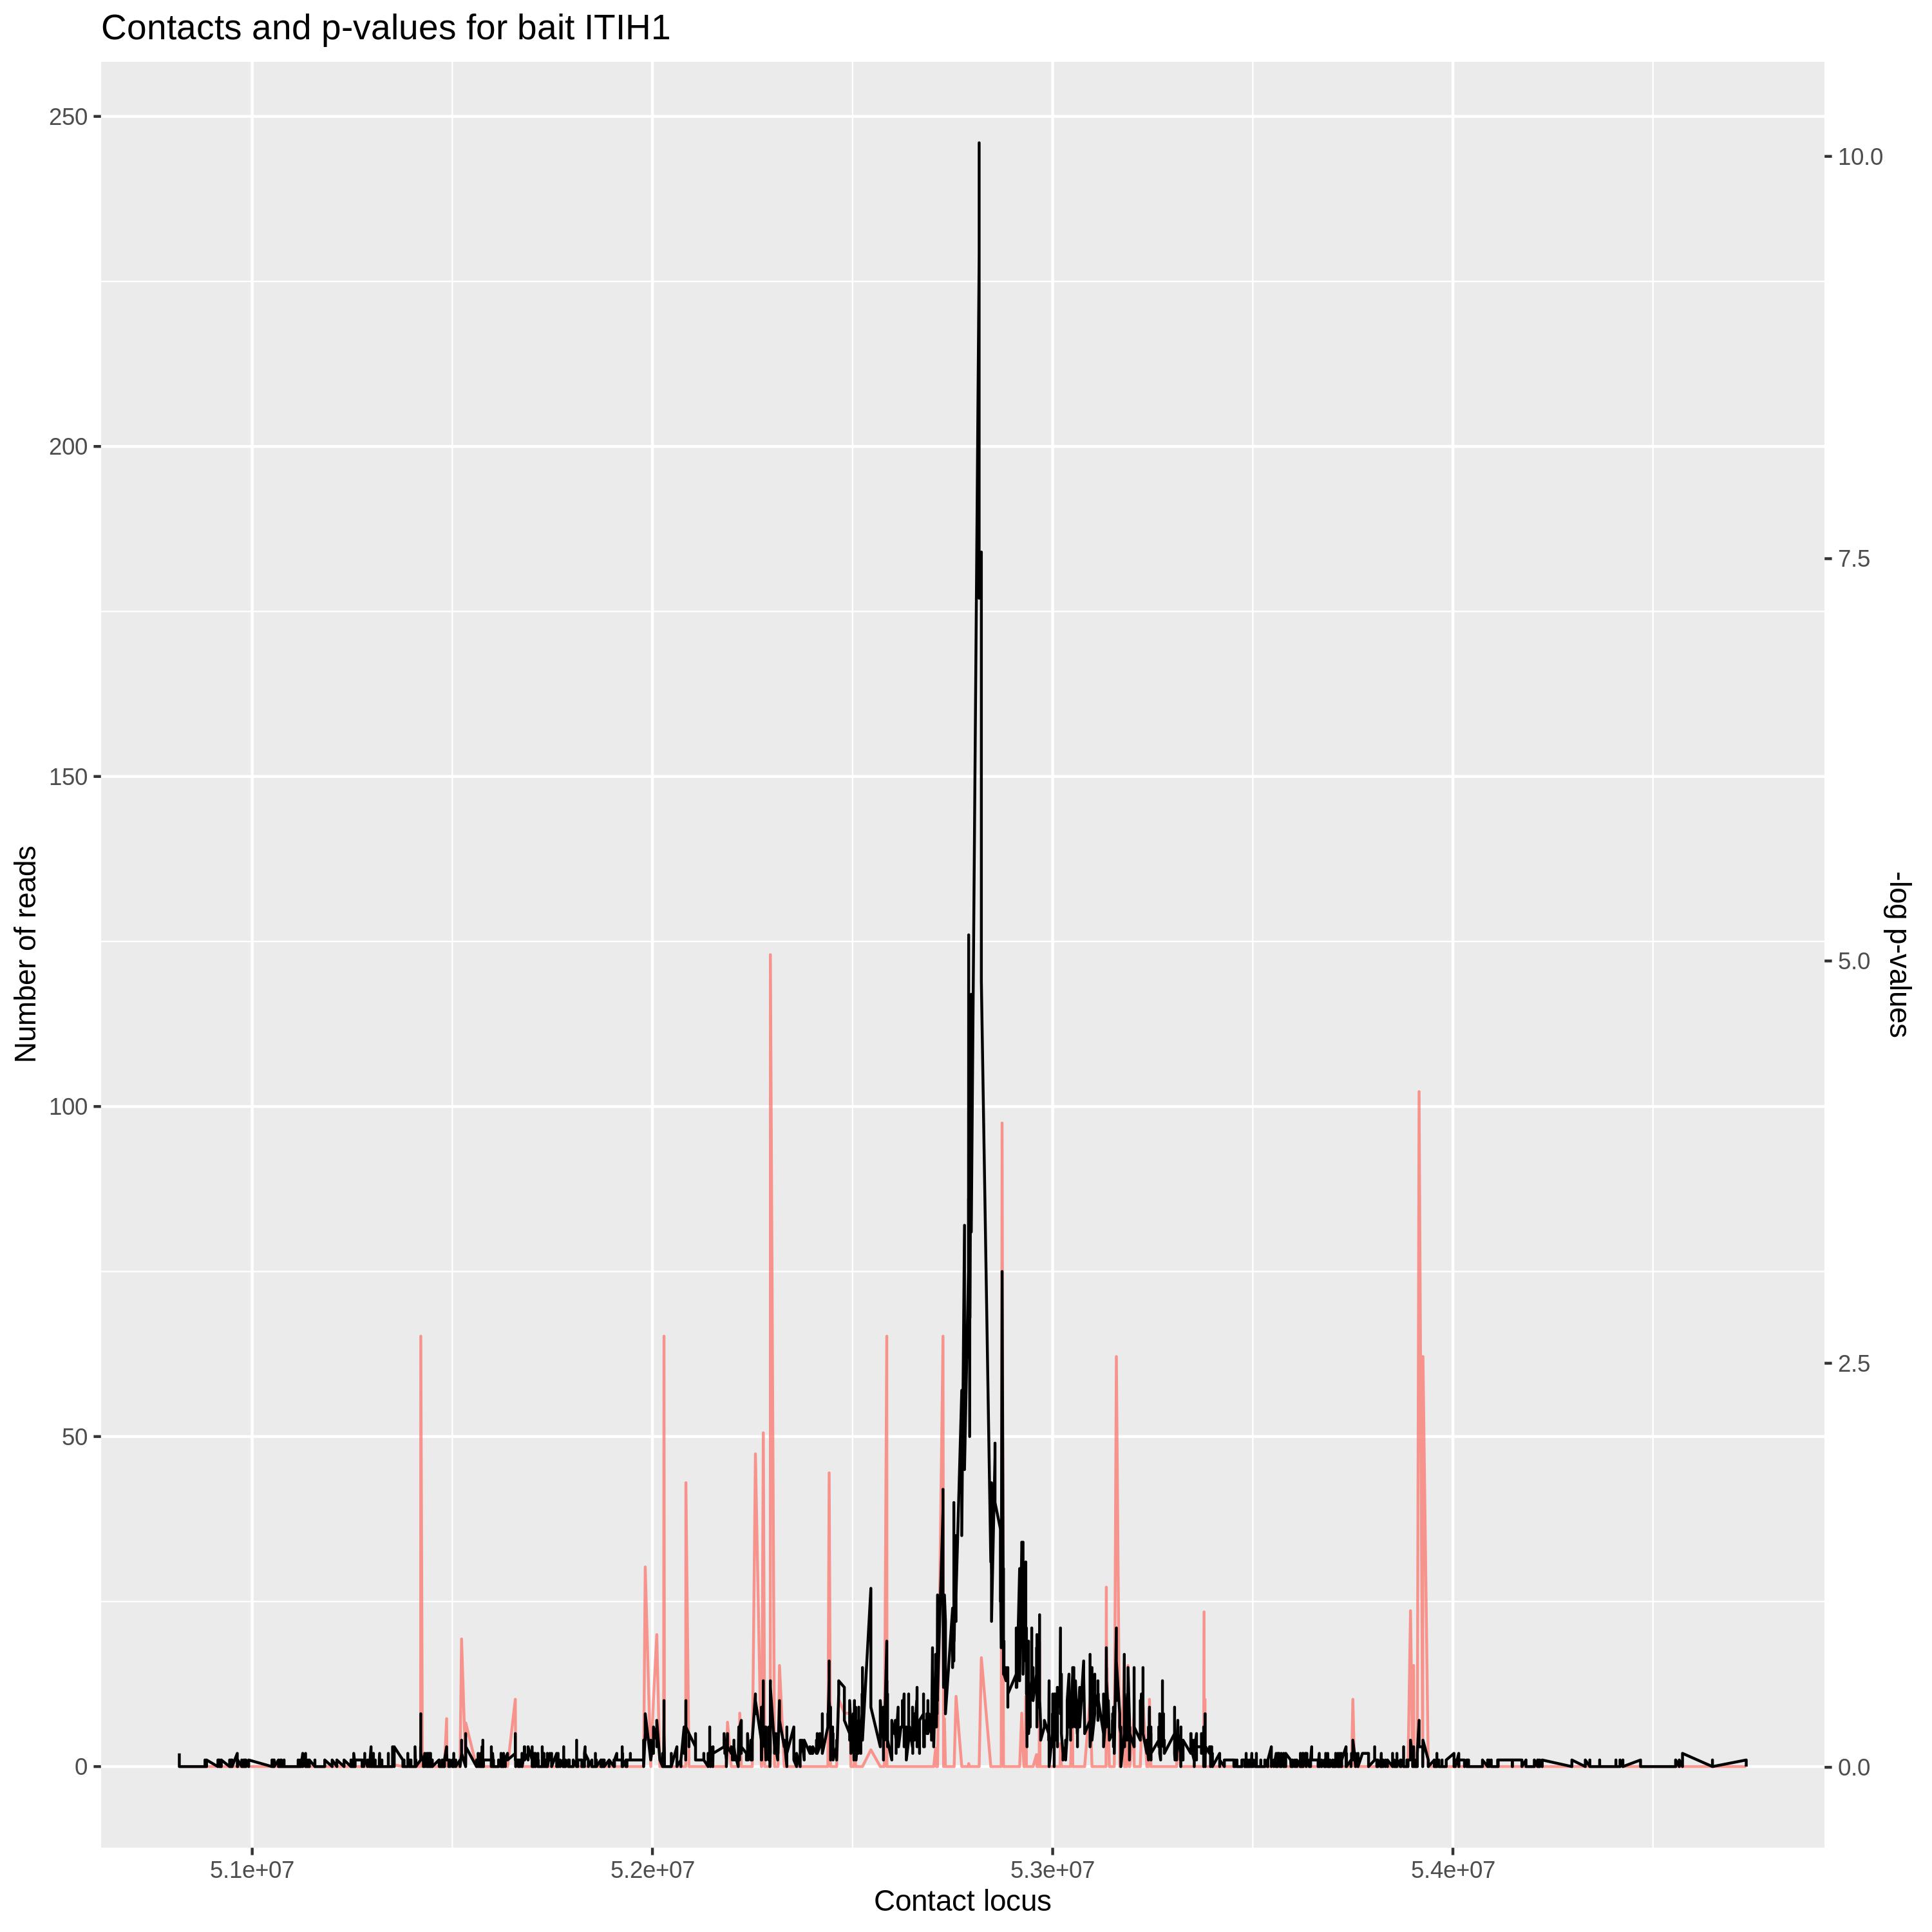 Contacts and p-values for bait ITIH1
250
200
150
100
50
0
Number of reads
10.0
7.5
5.0
2.5
0.0
-log p-values
5.1e+07
5.2e+07
5.3e+07
5.4e+07
Contact locus